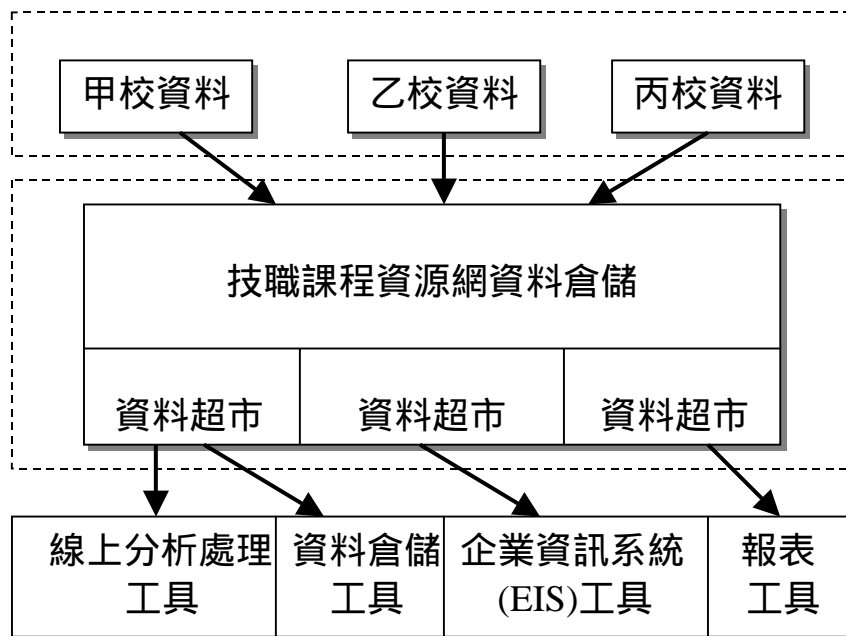 甲校資料
乙校資料
丙校資料
技職課程資源網資料倉儲
資料超市
資料超市
資料超市
線上分析處理
工具
資料倉儲
工具
企業資訊系統
(EIS)工具
報表
工具